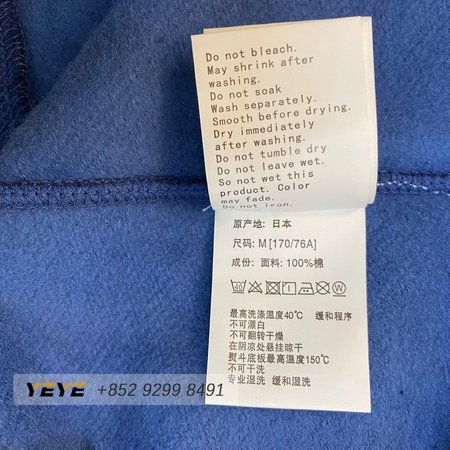 Do not bleach.
May shrink after
washing.
Do not soak
Wash separately.
Smooth before drying.
Dry immediately
after washing.
Do not tumble dry
Do not leave wet.
So not wet this
product. Color
may fade.
Do not iron.
原产地: 日本
尺码: M [170/76A]
成份: 面料: 100%棉
最高洗涤温度40℃ 缓和程序
不可漂白
不可翻转干燥
在阴凉处悬挂晾干
熨斗底板最高温度150℃
不可干洗
专业湿洗 缓和湿洗
YEYE +852 9299 8491